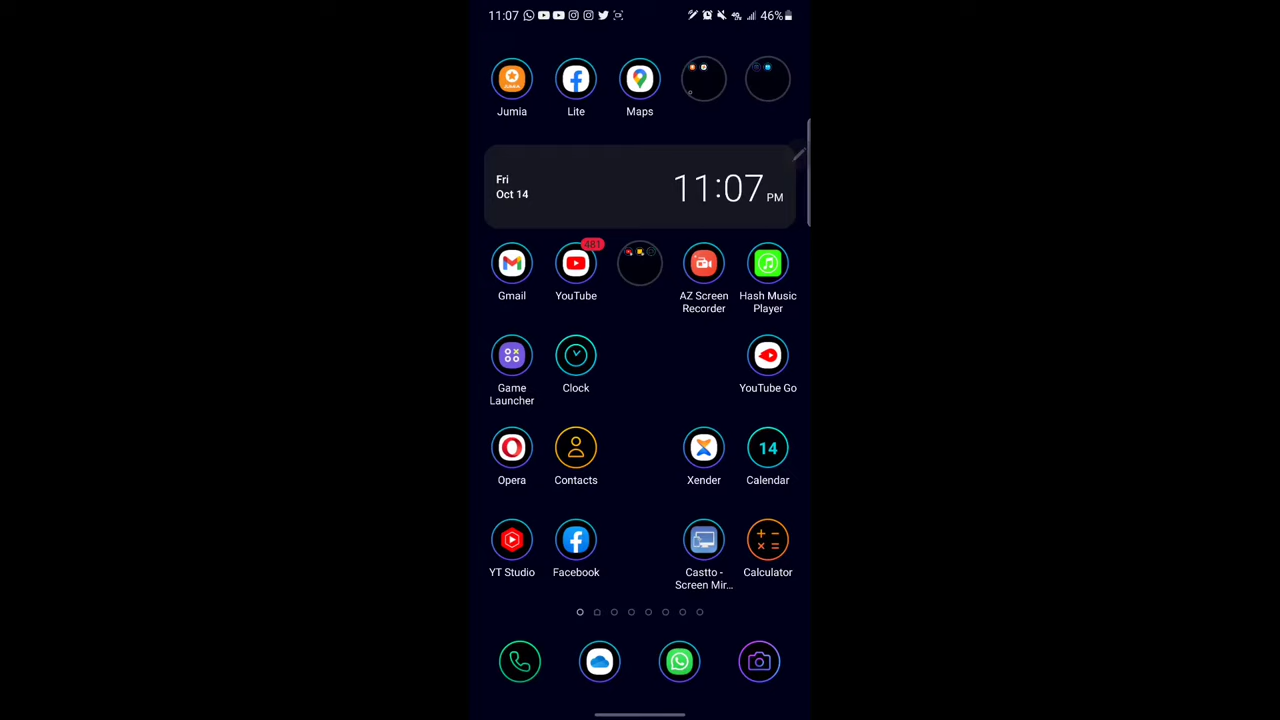 11:07 46%
JUMIA
Jumia Lite Maps
Fri
Oct 14
11:07 PM
481
Gmail YouTube AZ Screen Recorder Hash Music Player
Game Launcher Clock YouTube Go
14
Opera Contacts Xender Calendar
YT Studio Facebook Castto - Screen Mir... Calculator